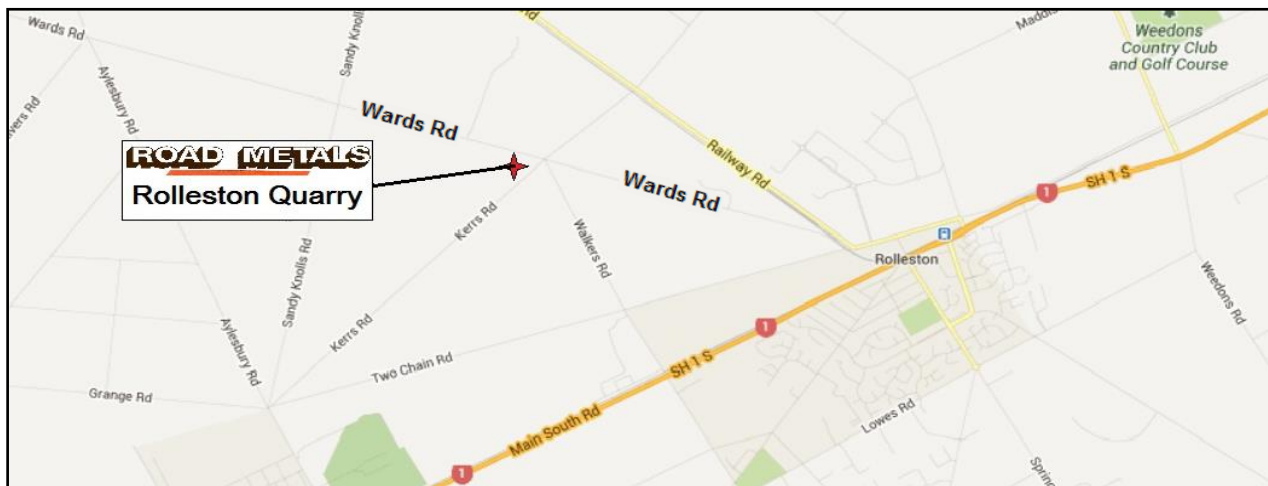 Wards Rd
Aylesbury Rd
Sandy Knolls Rd
Wards Rd
ROAD METALS
Rolleston Quarry
Railway Rd
Weedons
Country Club
and Golf Course
1
SH 1 S
Wards Rd
Kerrs Rd
Walkers Rd
Rolleston
Weedons Rd
Sandy Knolls Rd
Aylesbury Rd
Kerrs Rd
Two Chain Rd
1
SH 1 S
Grange Rd
Main South Rd
1
Lowes Rd